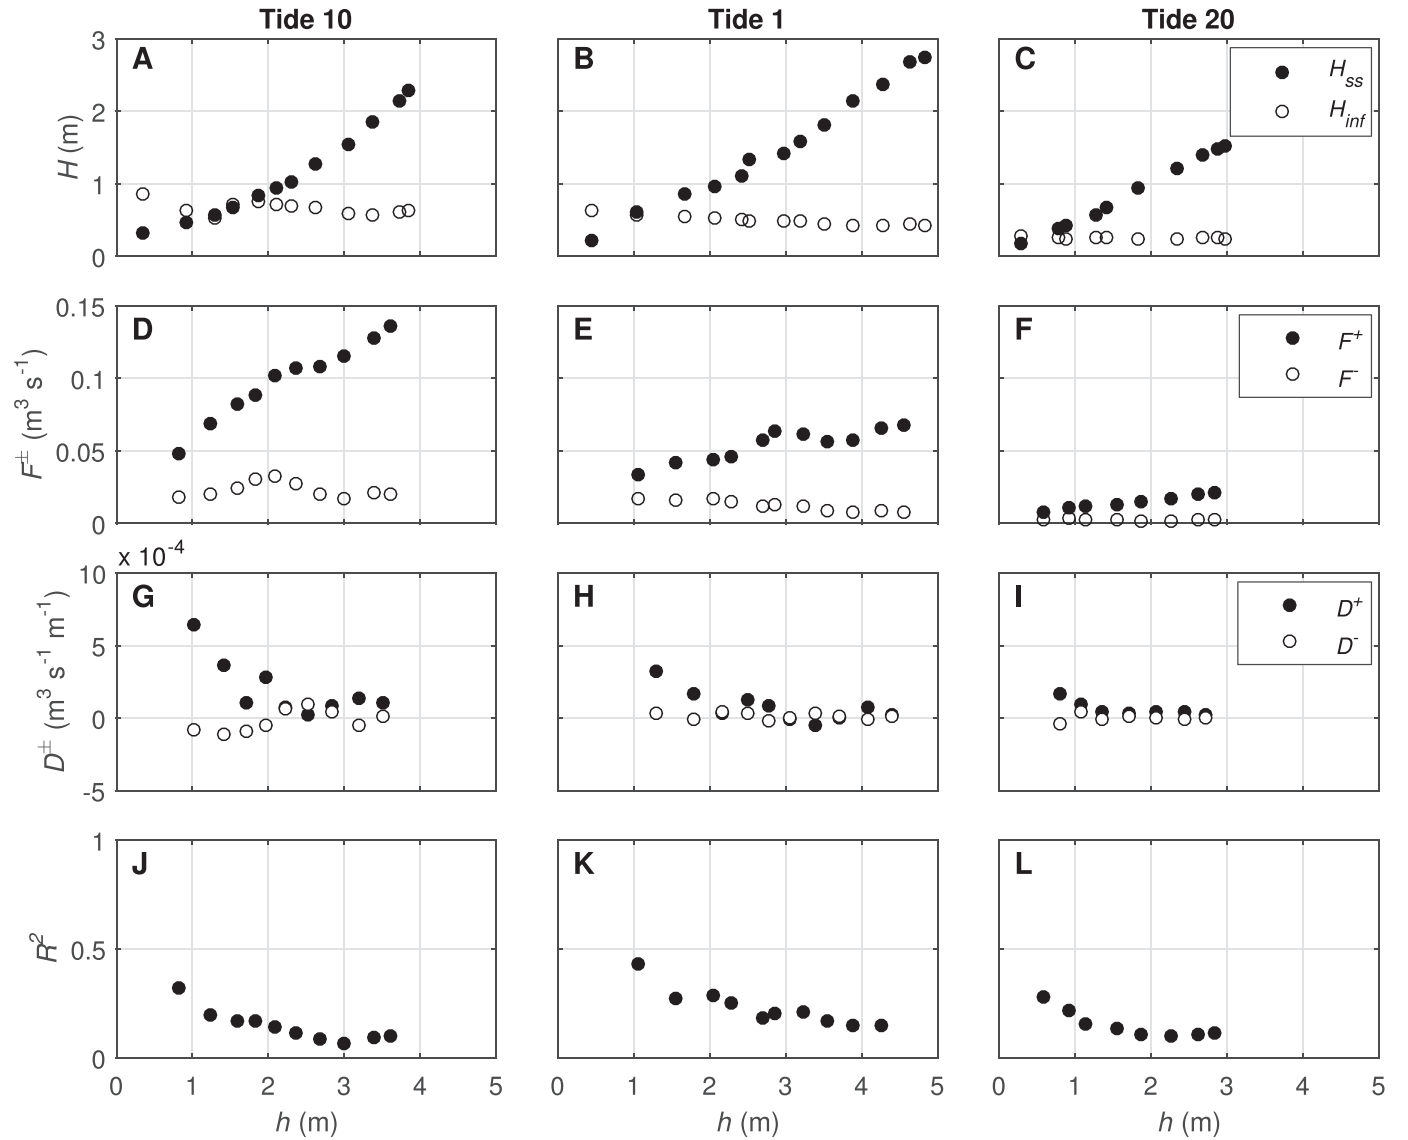 Tide 10 Tide 1 Tide 20
A B C
H (m)
3
2
1
0
H_ss
H_inf
D E F
F^± (m^3 s^-1)
0.15
0.1
0.05
0
F^+
F^-
x 10^-4
G H I
D^± (m^3 s^-1 m^-1)
10
5
0
-5
D^+
D^-
J K L
R^2
1
0.5
0
0 1 2 3 4 5 0 1 2 3 4 5 0 1 2 3 4 5
h (m) h (m) h (m)